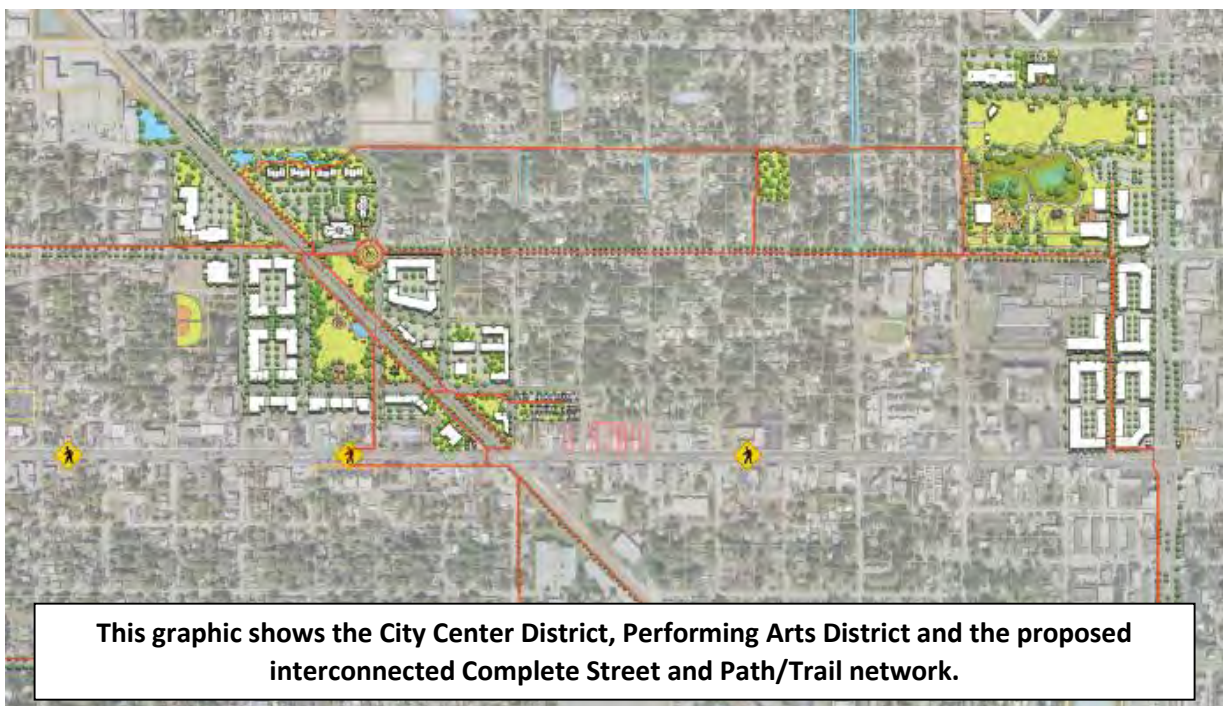 This graphic shows the City Center District, Performing Arts District and the proposed
interconnected Complete Street and Path/Trail network.